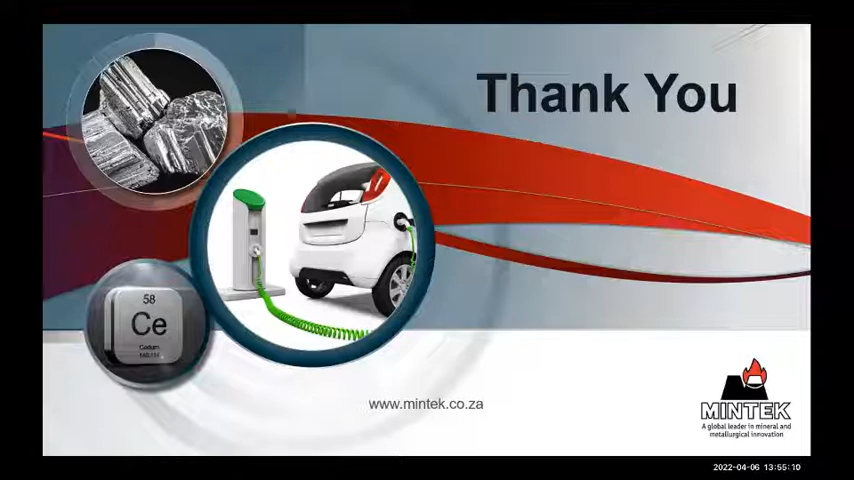 Thank You
58
Ce
www.mintek.co.za
MINTEK
A global leader in mineral and
metallurgical innovation
2022-04-06 13:55:10